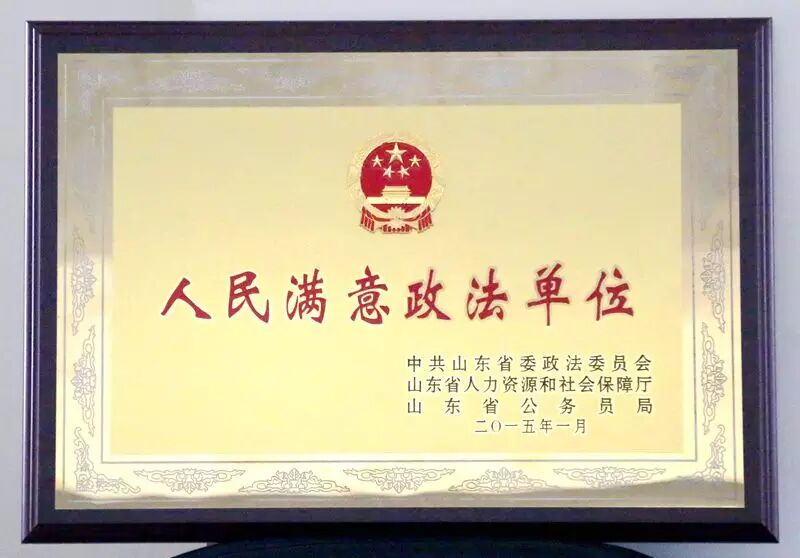 人民满意政法单位
中共山东省委政法委员会
山东省人力资源和社会保障厅
山东省公务员局
二〇一五年一月